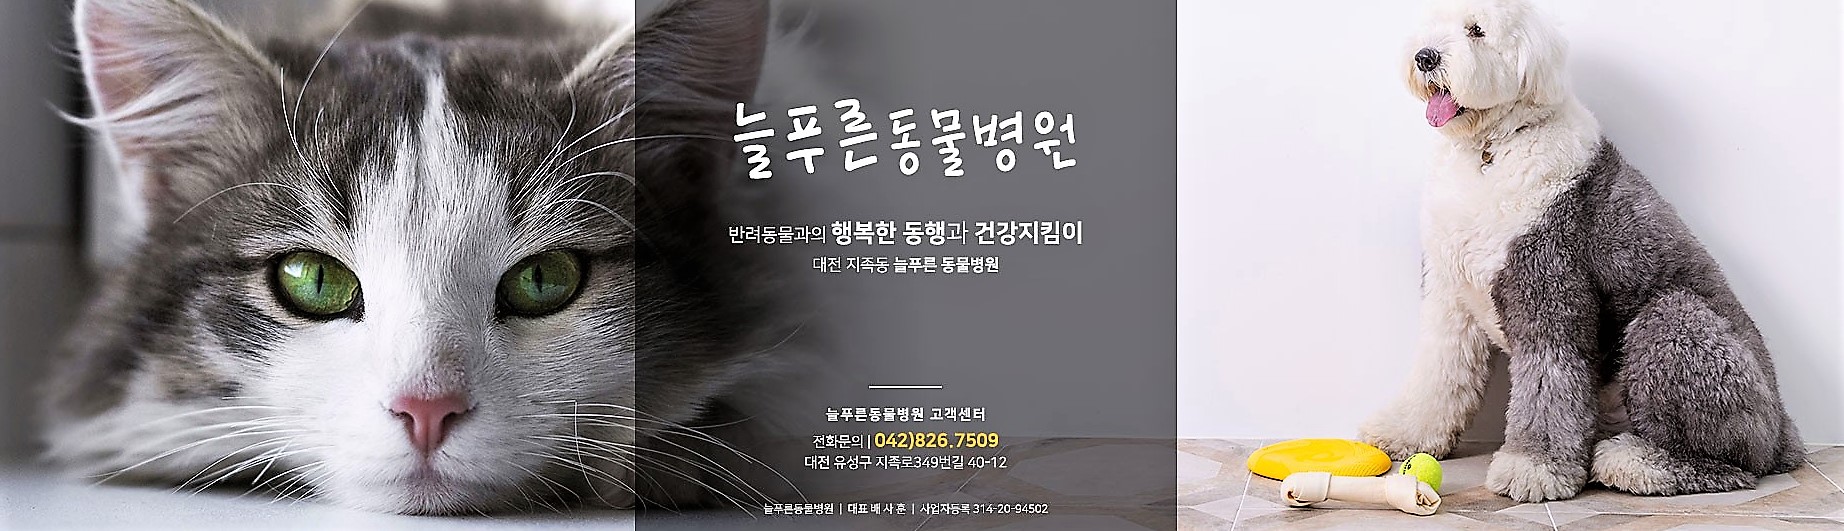 늘푸른동물병원
반려동물과의 행복한 동행과 건강지킴이
대전 지족동 늘푸른 동물병원
늘푸른동물병원 고객센터
전화문의 | 042)826.7509
대전 유성구 지족로349번길 40-12
늘푸른동물병원 | 대표 배 사 훈 | 사업자등록 314-20-94502